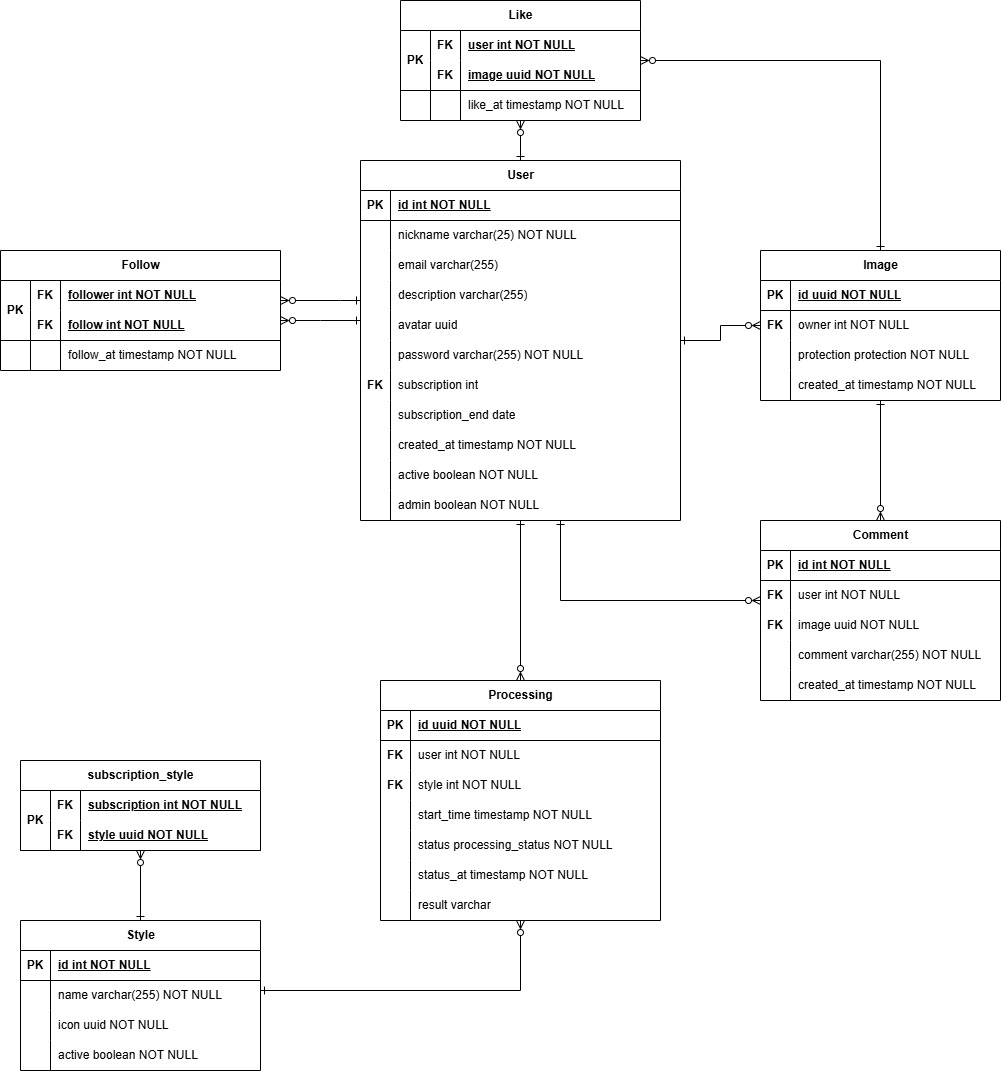 Like
PK
FK user int NOT NULL
FK image uuid NOT NULL
like_at timestamp NOT NULL
User
PK id int NOT NULL
nickname varchar(25) NOT NULL
email varchar(255)
description varchar(255)
avatar uuid
password varchar(255) NOT NULL
FK subscription int
subscription_end date
created_at timestamp NOT NULL
active boolean NOT NULL
admin boolean NOT NULL
Follow
PK
FK follower int NOT NULL
FK follow int NOT NULL
follow_at timestamp NOT NULL
Image
PK id uuid NOT NULL
FK owner int NOT NULL
protection protection NOT NULL
created_at timestamp NOT NULL
Comment
PK id int NOT NULL
FK user int NOT NULL
FK image uuid NOT NULL
comment varchar(255) NOT NULL
created_at timestamp NOT NULL
Processing
PK id uuid NOT NULL
FK user int NOT NULL
FK style int NOT NULL
start_time timestamp NOT NULL
status processing_status NOT NULL
status_at timestamp NOT NULL
result varchar
subscription_style
PK
FK subscription int NOT NULL
FK style uuid NOT NULL
Style
PK id int NOT NULL
name varchar(255) NOT NULL
icon uuid NOT NULL
active boolean NOT NULL